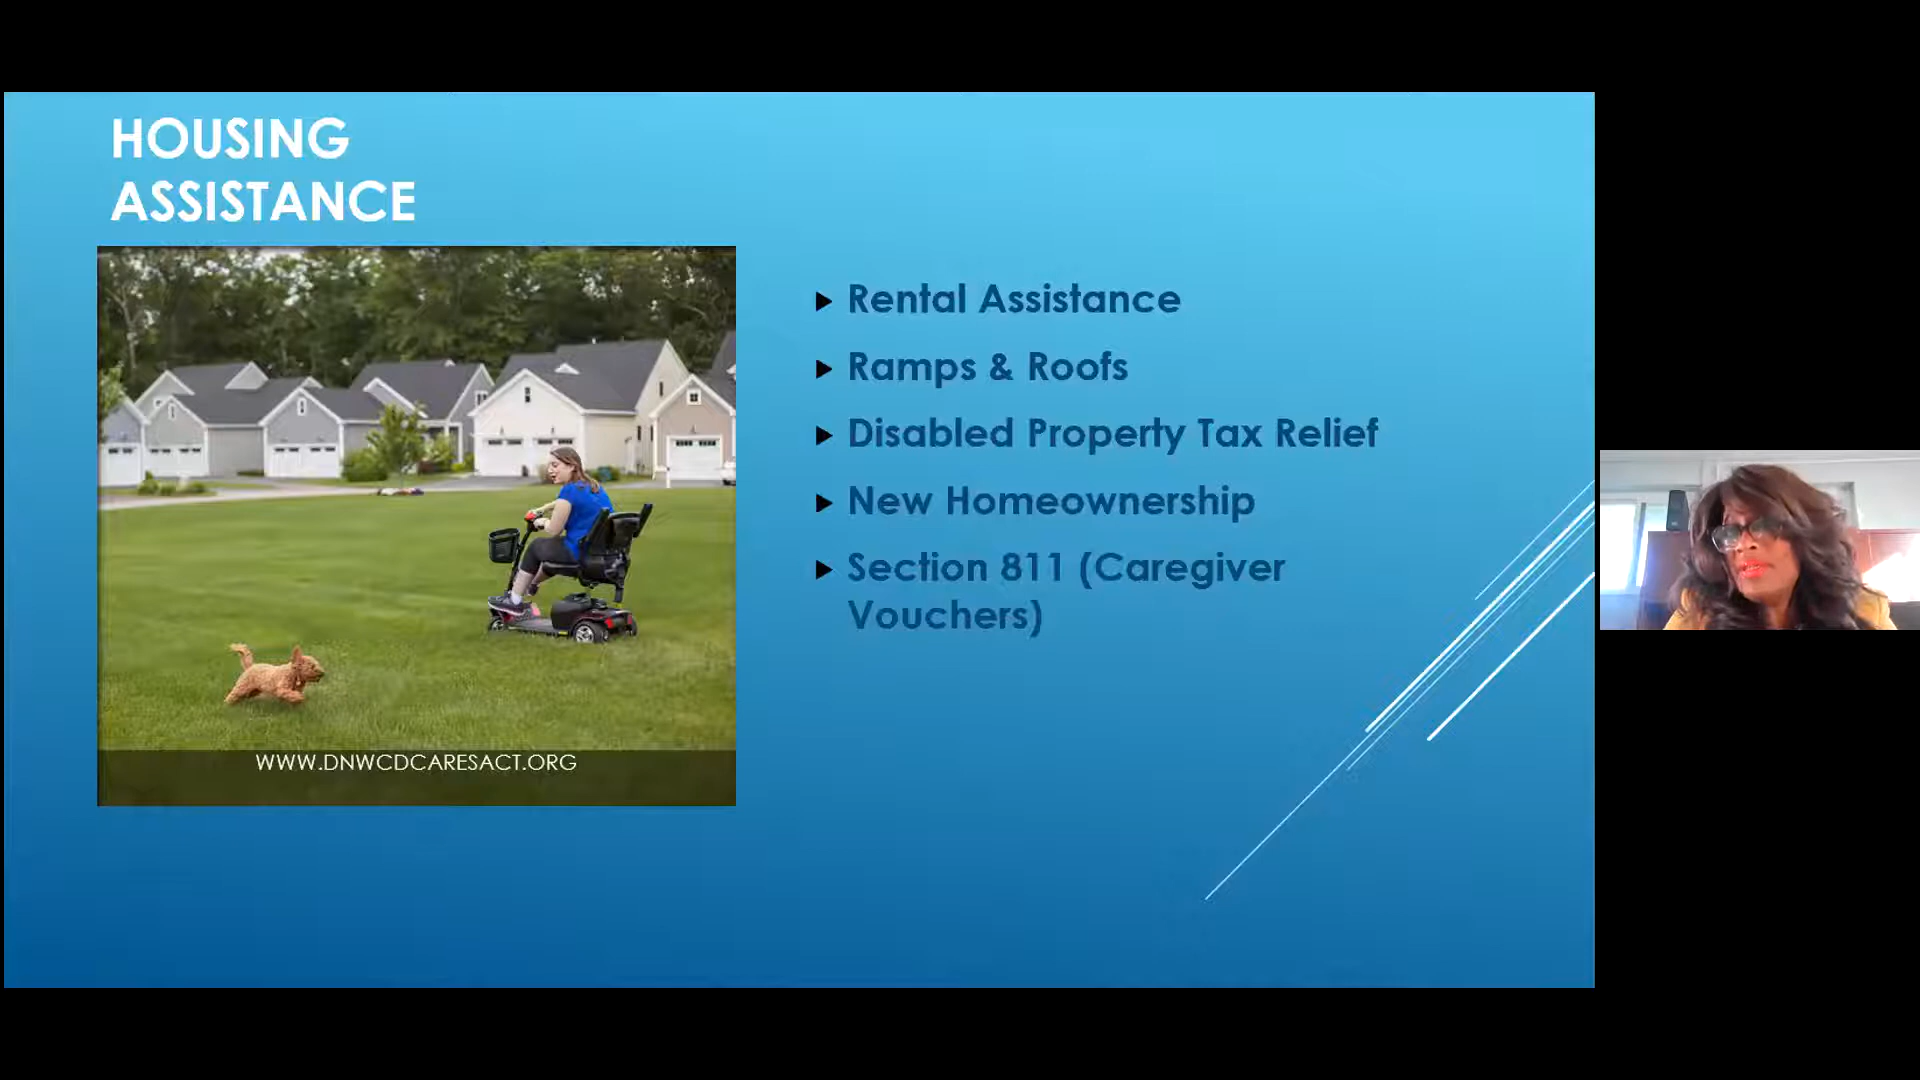 HOUSING
ASSISTANCE
Rental Assistance
Ramps & Roofs
Disabled Property Tax Relief
New Homeownership
Section 811 (Caregiver
Vouchers)
WWW.DNWCDCARESACT.ORG